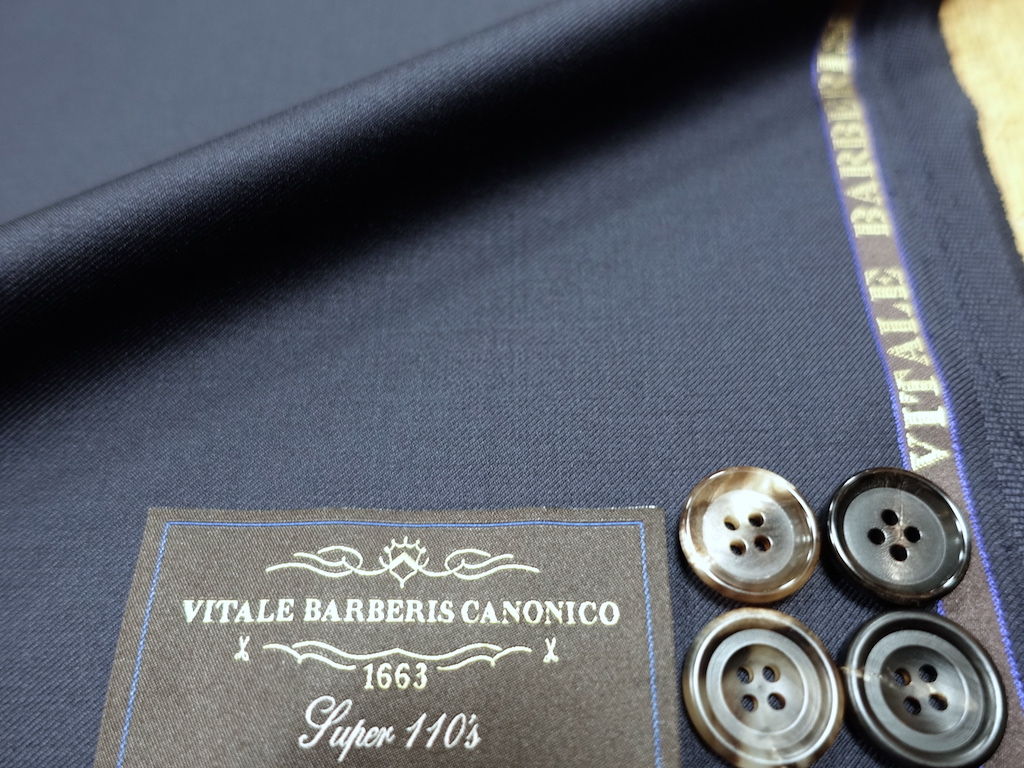 VITALE BARBERIS
VITALE BARBERIS CANONICO
1663
Super 110's